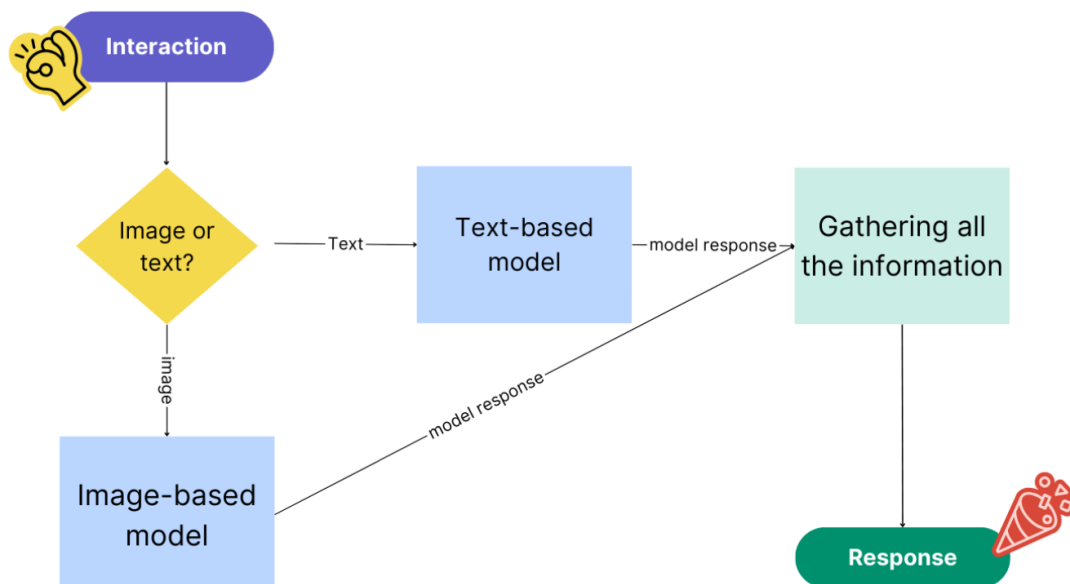 Interaction
Image or
text?
Text
Text-based
model
model response
Gathering all
the information
image
model response
Image-based
model
Response